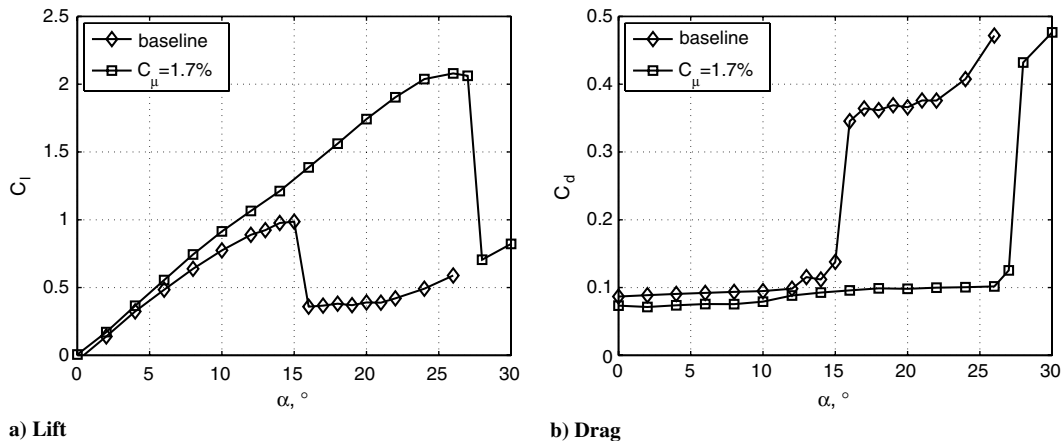 2.5
2
1.5
1
0.5
0
C_l
baseline
C_μ=1.7%
0 5 10 15 20 25 30
α, °
a) Lift
0.5
0.4
0.3
0.2
0.1
0
C_d
baseline
C_μ=1.7%
0 5 10 15 20 25 30
α, °
b) Drag